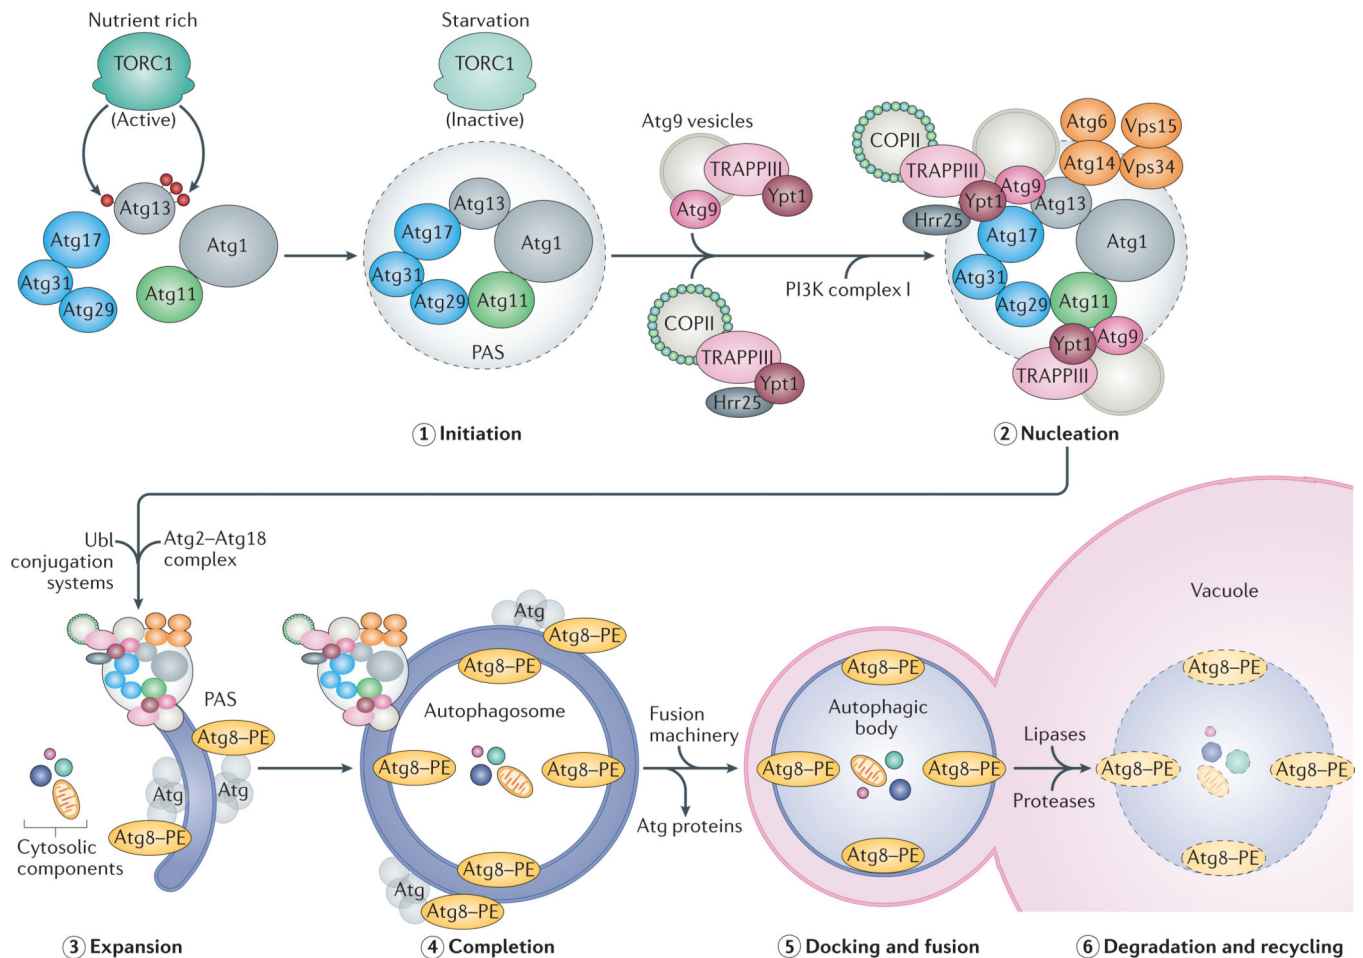 Nutrient rich
TORC1
(Active)
Atg13
Atg17
Atg1
Atg31
Atg11
Atg29
Starvation
TORC1
(Inactive)
Atg13
Atg17
Atg1
Atg31
Atg29
Atg11
PAS
① Initiation
Atg9 vesicles
TRAPPIII
Ypt1
Atg9
COPII
TRAPPIII
Ypt1
Hrr25
PI3K complex I
COPII
TRAPPIII
Ypt1
Atg9
Hrr25
Atg6
Vps15
Atg14
Vps34
Atg13
Atg17
Atg1
Atg31
Atg29
Atg11
Ypt1
Atg9
TRAPPIII
② Nucleation
Ubl
conjugation
systems
Atg2–Atg18
complex
PAS
Atg8–PE
Atg
Atg
Atg8–PE
Cytosolic
components
③ Expansion
Atg
Atg8–PE
Atg8–PE
Autophagosome
Atg8–PE
Atg8–PE
Atg8–PE
Atg
Atg8–PE
④ Completion
Fusion
machinery
Atg proteins
Atg8–PE
Autophagic
body
Atg8–PE
Atg8–PE
Atg8–PE
⑤ Docking and fusion
Lipases
Proteases
Vacuole
Atg8–PE
Atg8–PE
Atg8–PE
Atg8–PE
⑥ Degradation and recycling